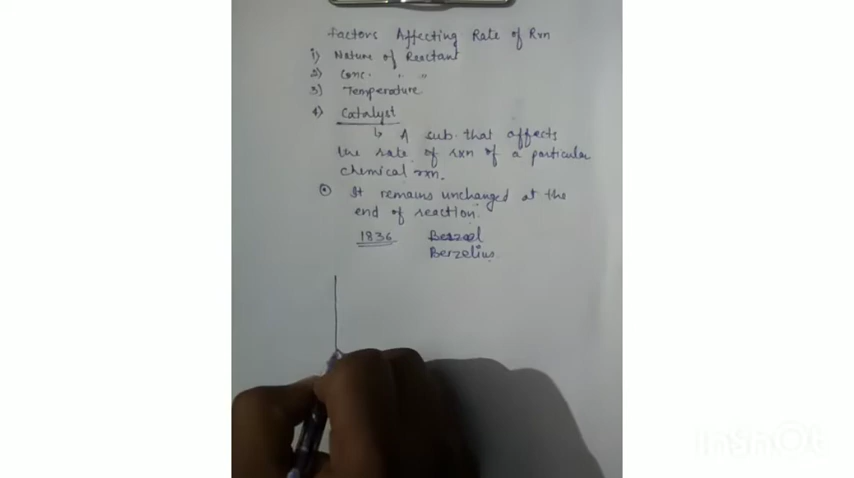 Factors Affecting Rate of Rxn
1) Nature of Reactant
2) Conc. " "
3) Temperature.
4) Catalyst
↳ A sub. that affects
the rate of rxn of a particular
chemical rxn.
It remains unchanged at the
end of reaction.
1836 Berzel
Berzelius